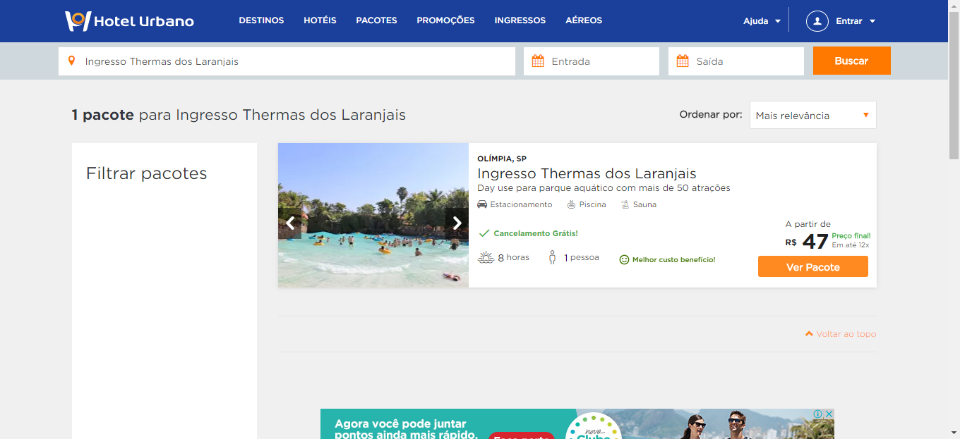 Hotel Urbano
DESTINOS HOTÉIS PACOTES PROMOÇÕES INGRESSOS AÉREOS
Ajuda Entrar
Ingresso Thermas dos Laranjais Entrada Saída Buscar
1 pacote para Ingresso Thermas dos Laranjais
Ordenar por: Mais relevância
Filtrar pacotes
OLÍMPIA, SP
Ingresso Thermas dos Laranjais
Day use para parque aquático com mais de 50 atrações
Estacionamento Piscina Sauna
Cancelamento Grátis!
8 horas 1 pessoa Melhor custo benefício!
A partir de
R$ 47 Preço final!
Em até 12x
Ver Pacote
Voltar ao topo
Agora você pode juntar
pontos ainda mais rápido.
nova